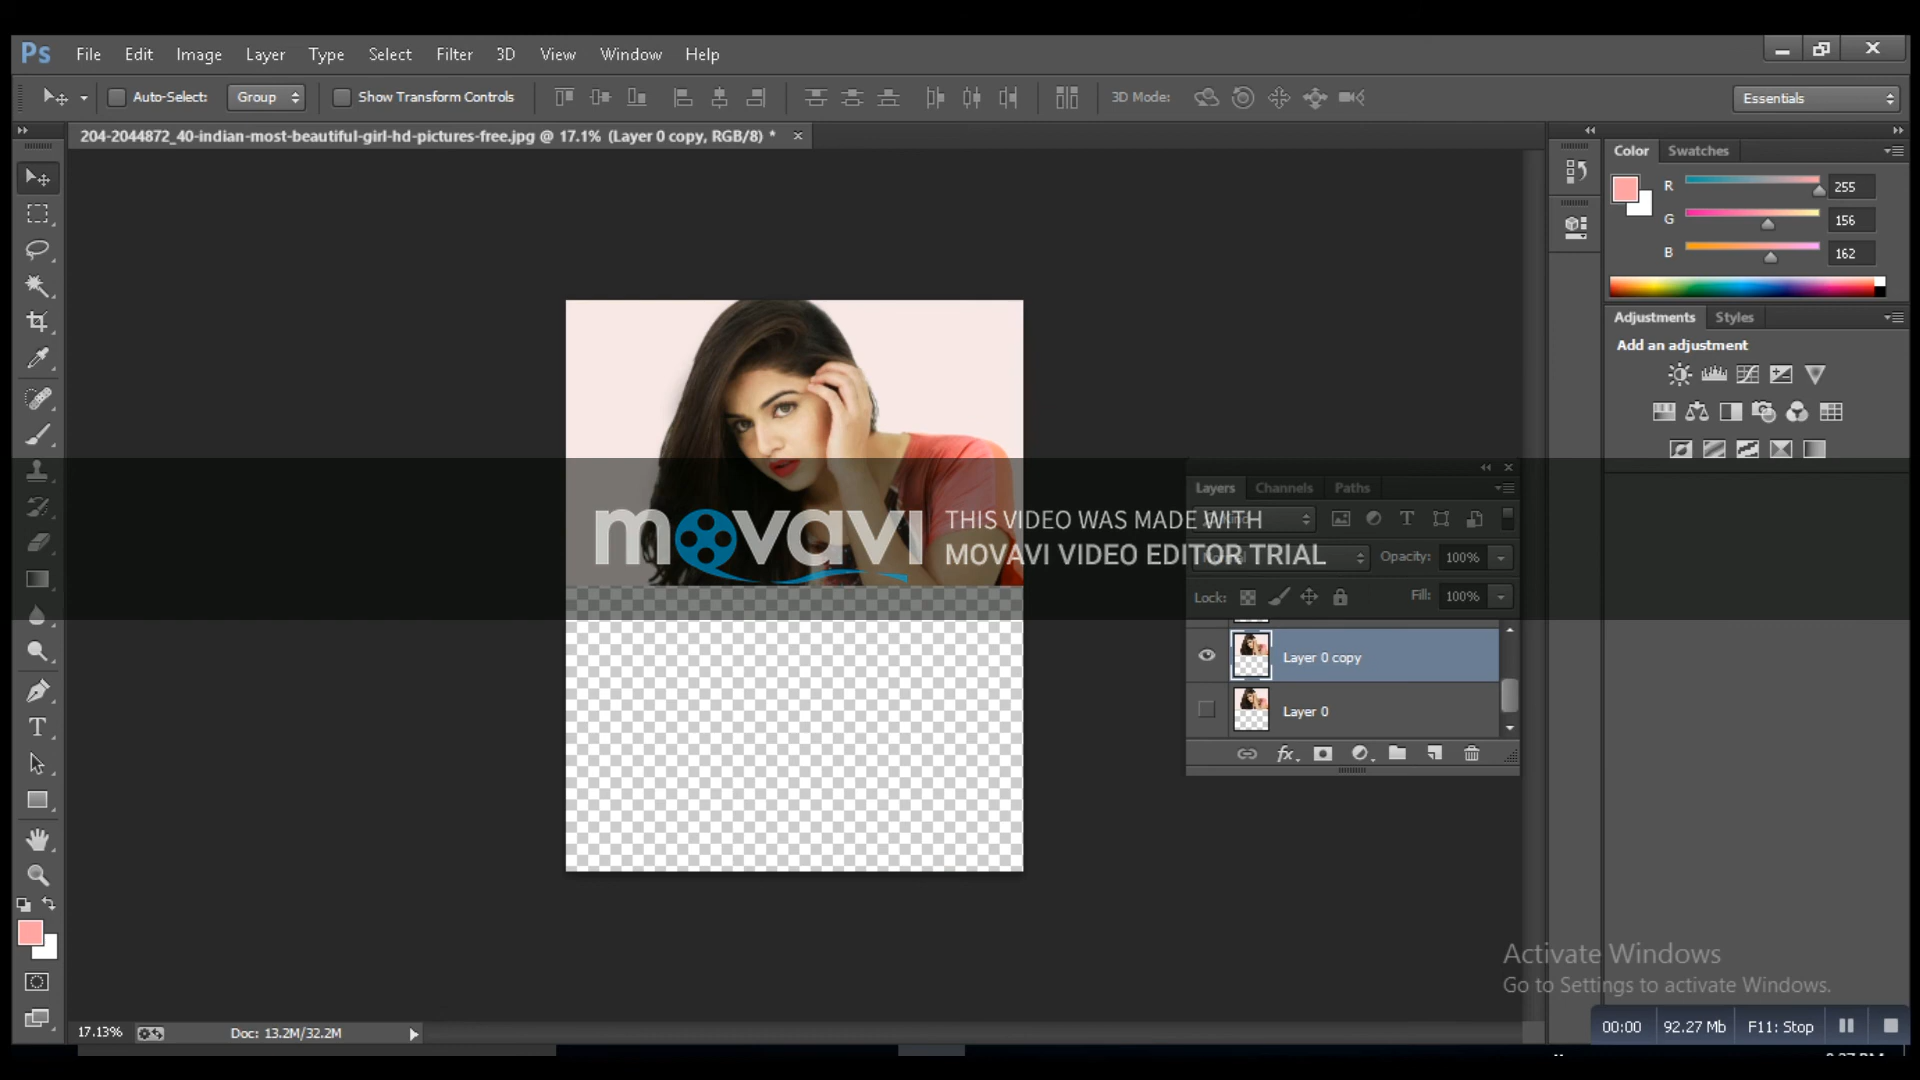 Ps File Edit Image Layer Type Select Filter 3D View Window Help
Auto-Select: Group Show Transform Controls 3D Mode: Essentials
204-2044872_40-indian-most-beautiful-girl-hd-pictures-free.jpg @ 17.1% (Layer 0 copy, RGB/8) *
Color Swatches
R 255
G 156
B 162
Adjustments Styles
Add an adjustment
Layers Channels Paths
movavi THIS VIDEO WAS MADE WITH
MOVAVI VIDEO EDITOR TRIAL
Opacity: 100%
Lock: Fill: 100%
Layer 0 copy
Layer 0
Activate Windows
Go to Settings to activate Windows.
17.13% Doc: 13.2M/32.2M
00:00 92.27 Mb F11: Stop